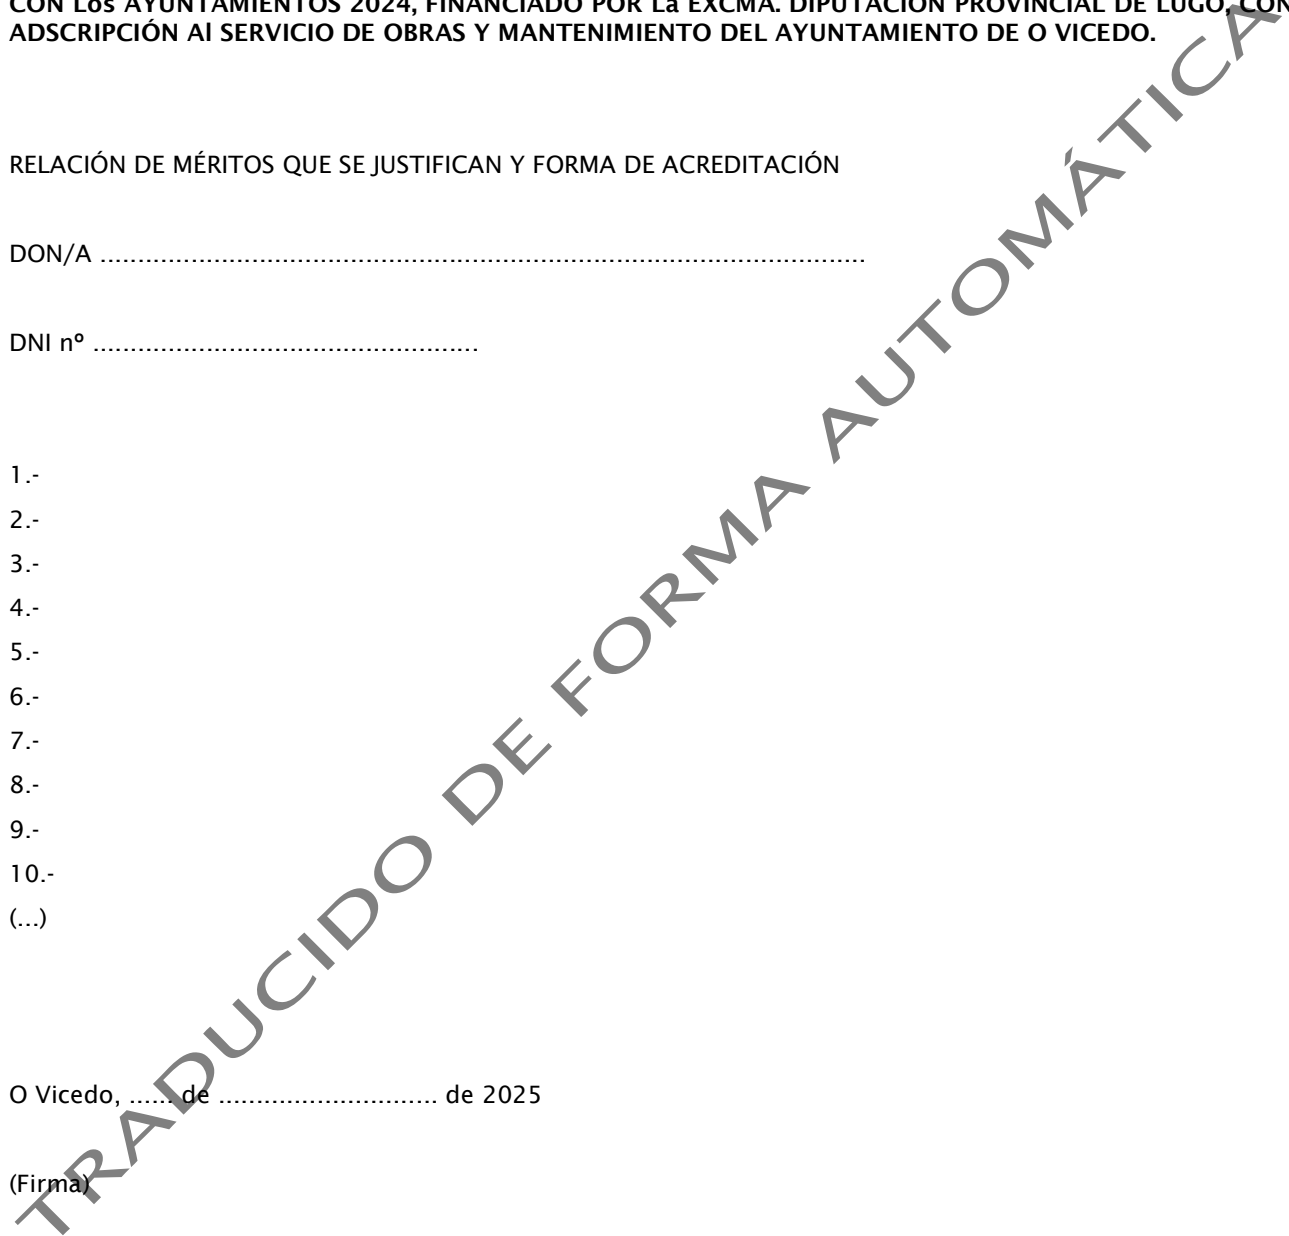 CON Los AYUNTAMIENTOS 2024, FINANCIADO POR La EXCMA. DIPUTACIÓN PROVINCIAL DE LUGO, CON
ADSCRIPCIÓN Al SERVICIO DE OBRAS Y MANTENIMIENTO DEL AYUNTAMIENTO DE O VICEDO.
RELACIÓN DE MÉRITOS QUE SE JUSTIFICAN Y FORMA DE ACREDITACIÓN
DON/A .....................................................................................................
DNI nº ...................................................
1.-
2.-
3.-
4.-
5.-
6.-
7.-
8.-
9.-
10.-
(...)
O Vicedo, ...... de ............................. de 2025
(Firma)
TRADUCIDO DE FORMA AUTOMÁTICA